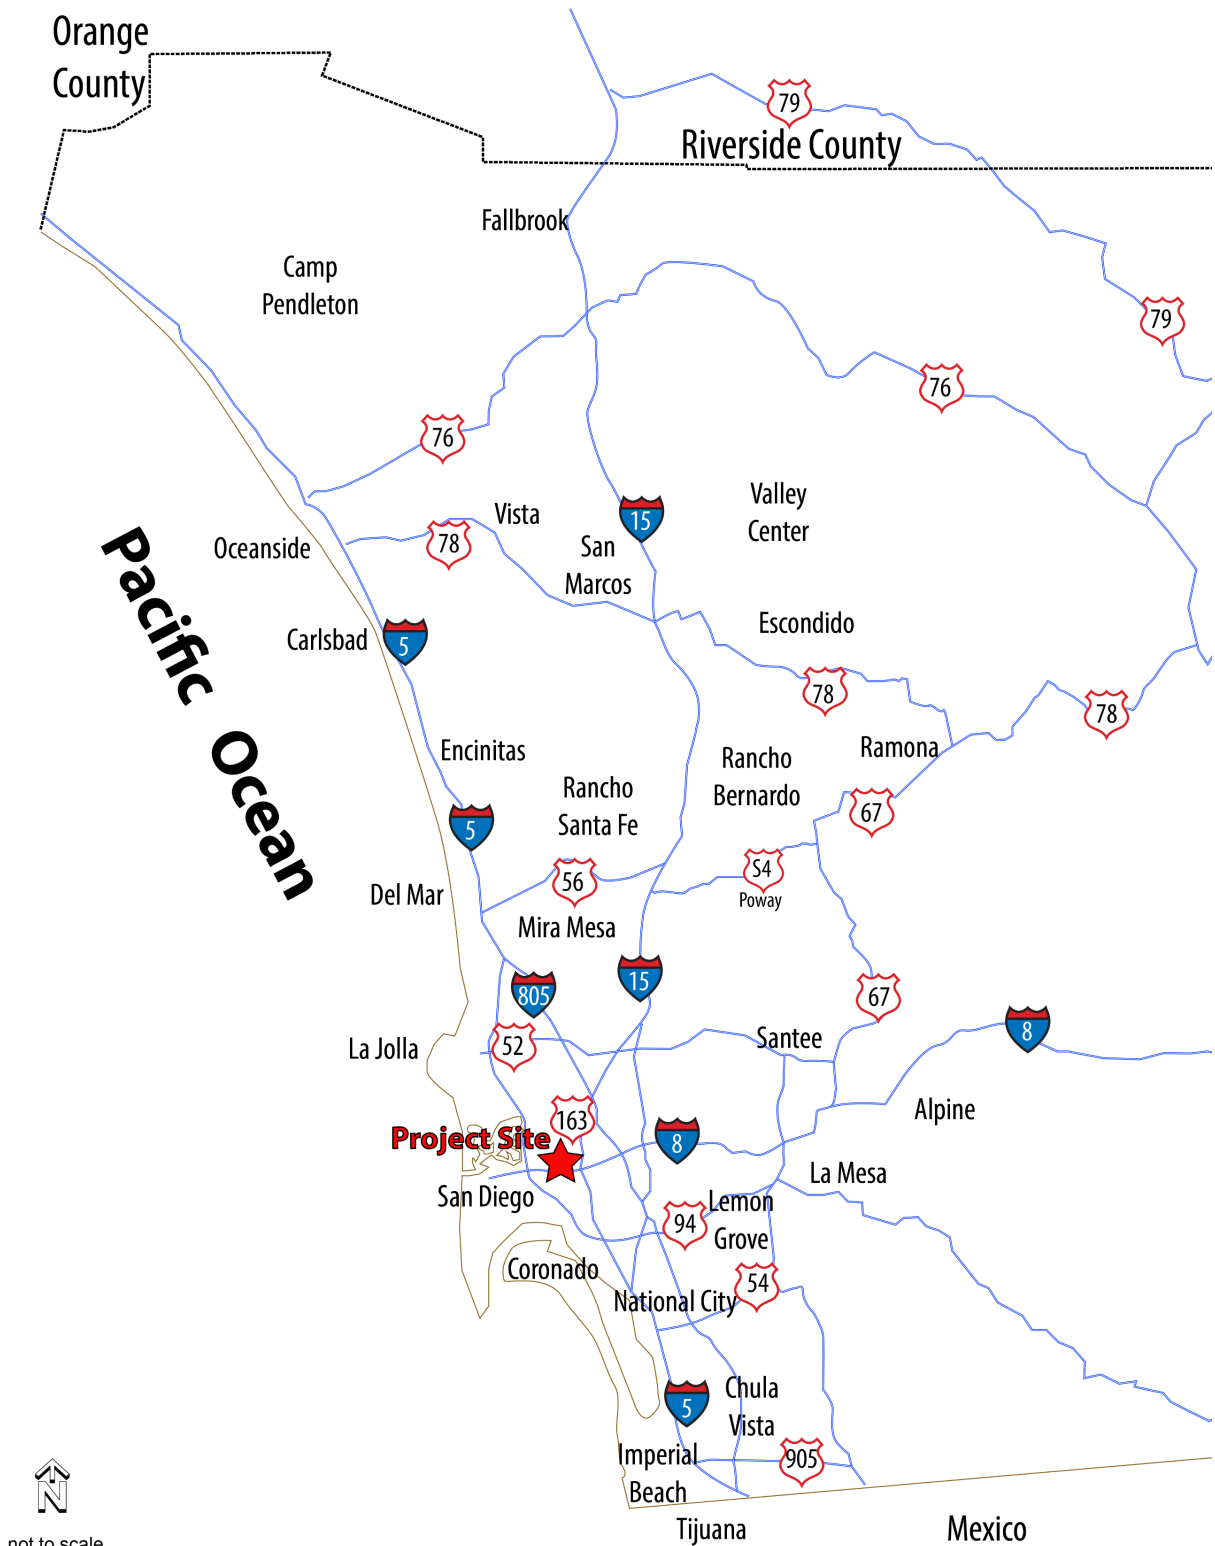 Orange
County
79
Riverside County
Fallbrook
Camp
Pendleton
79
76
76
Valley
Center
Vista
15
78
San
Marcos
Oceanside
Pacific Ocean
Escondido
Carlsbad
5
78
78
Encinitas
Ramona
Rancho
Bernardo
Rancho
Santa Fe
67
5
S4
Poway
56
Del Mar
Mira Mesa
15
805
67
8
52
Santee
La Jolla
Alpine
163
Project Site
8
La Mesa
San Diego
Lemon
Grove
94
Coronado
54
National City
Chula
Vista
5
Imperial
Beach
905
N
not to scale
Tijuana
Mexico